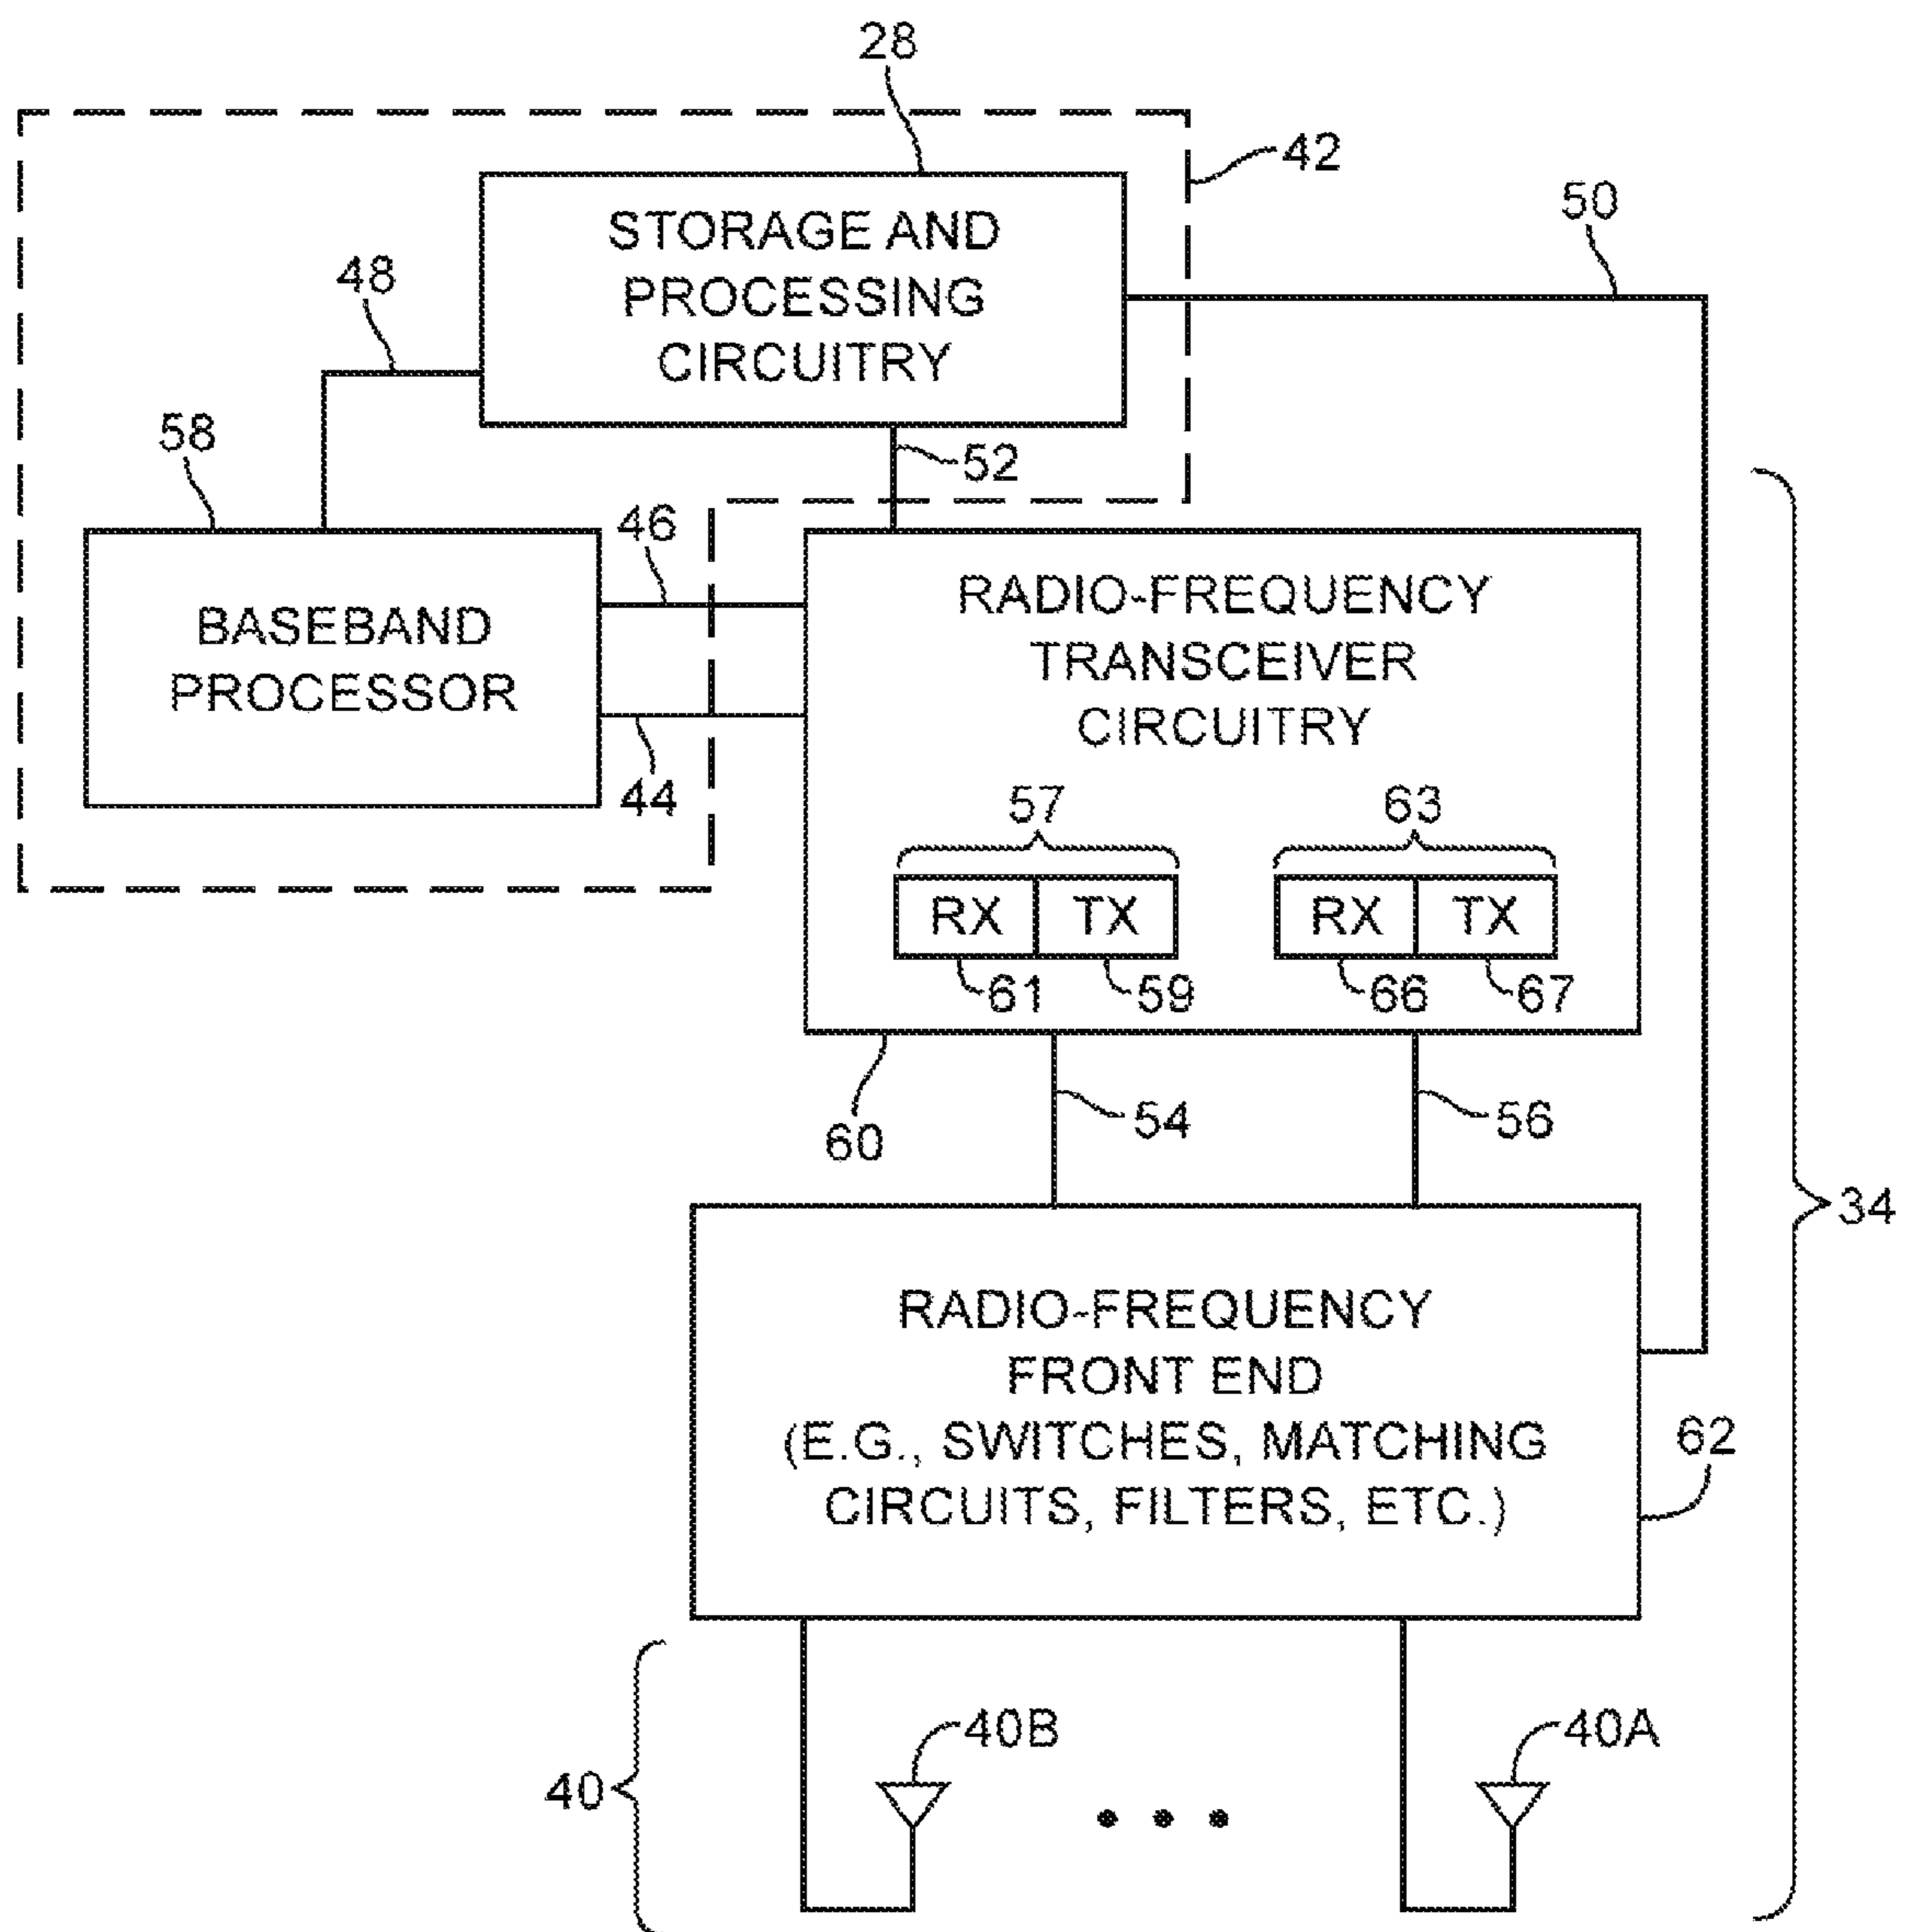 28
42
STORAGE AND
PROCESSING
CIRCUITRY
50
48
58
52
46
BASEBAND
PROCESSOR
44
RADIO-FREQUENCY
TRANSCEIVER
CIRCUITRY
57
63
RX TX
RX TX
61
59
66
67
60
54
56
34
RADIO-FREQUENCY
FRONT END
(E.G., SWITCHES, MATCHING
CIRCUITS, FILTERS, ETC.)
62
40
40B
40A